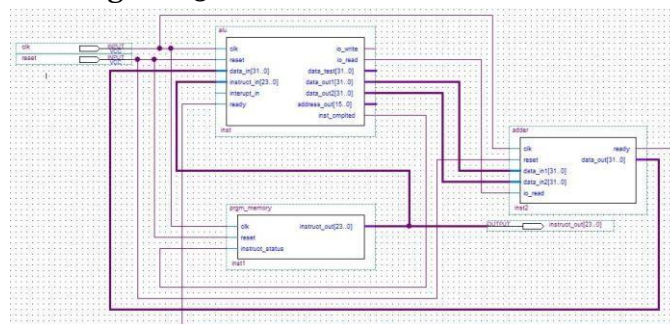 alu
clk
INPUT
VCC
reset
INPUT
VCC
clk
io_write
reset
io_read
data_in[31..0]
data_test[31..0]
instruct_in[23..0]
data_out1[31..0]
interupt_in
data_out2[31..0]
ready
address_out[15..0]
inst_cmplted
inst
adder
clk
ready
reset
data_out[31..0]
data_in1[31..0]
data_in2[31..0]
io_read
inst2
prgm_memory
clk
instruct_out[23..0]
reset
instruct_status
inst1
OUTPUT
instruct_out[23..0]